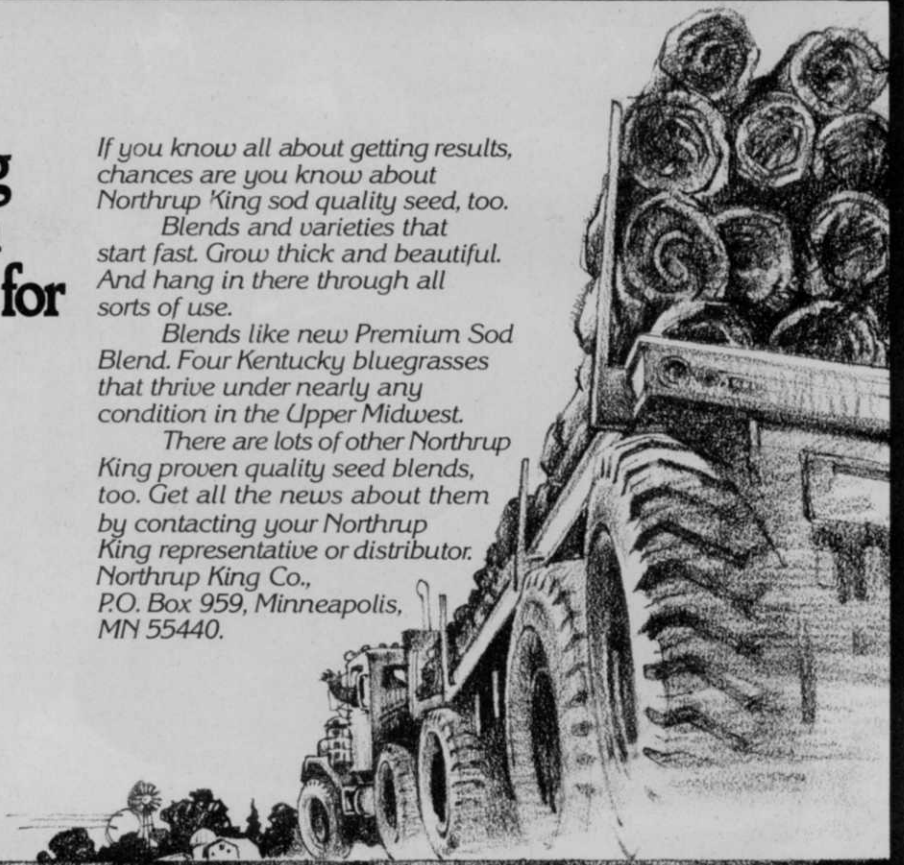 for
If you know all about getting results,
chances are you know about
Northrup King sod quality seed, too.
Blends and varieties that
start fast. Grow thick and beautiful.
And hang in there through all
sorts of use.
Blends like new Premium Sod
Blend. Four Kentucky bluegrasses
that thrive under nearly any
condition in the Upper Midwest.
There are lots of other Northrup
King proven quality seed blends,
too. Get all the news about them
by contacting your Northrup
King representative or distributor.
Northrup King Co.,
P.O. Box 959, Minneapolis,
MN 55440.